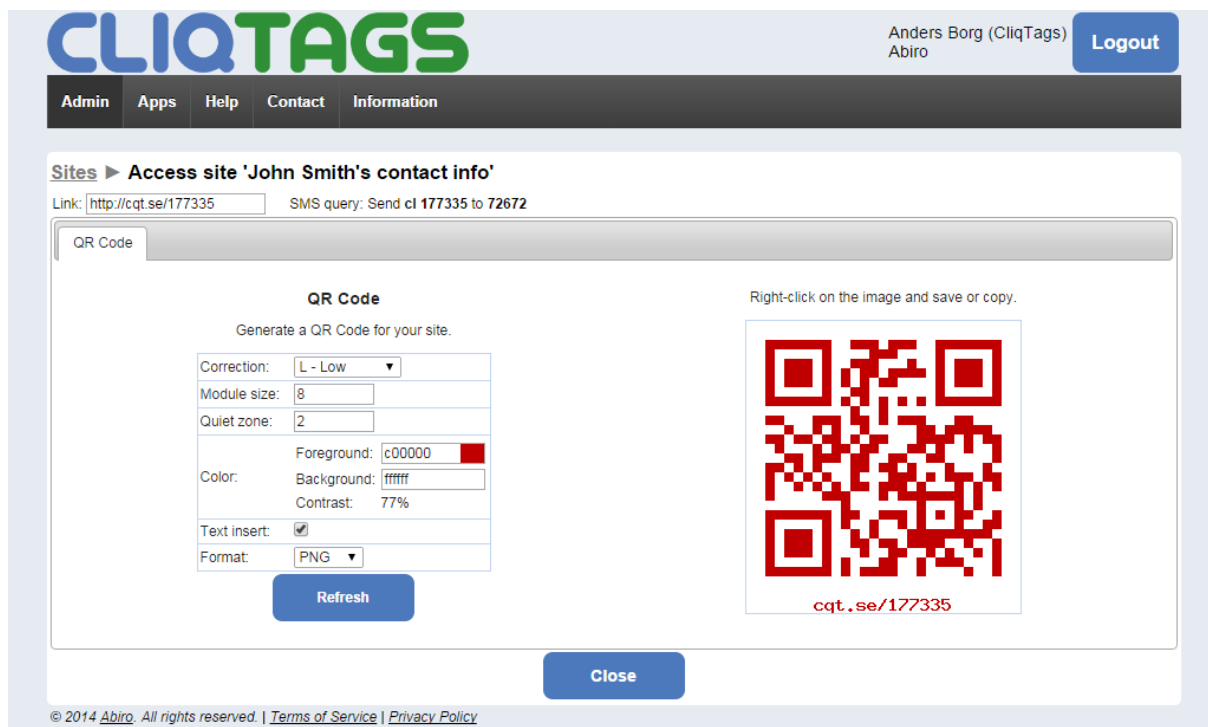 CLIQTAGS
Anders Borg (CliqTags)
Abiro
Logout
Admin Apps Help Contact Information
Sites ► Access site 'John Smith's contact info'
Link: http://cqt.se/177335 SMS query: Send cl 177335 to 72672
QR Code
QR Code
Generate a QR Code for your site.
Correction: L - Low
Module size: 8
Quiet zone: 2
Color:
Foreground: c00000
Background: ffffff
Contrast: 77%
Text insert:
Format: PNG
Refresh
Right-click on the image and save or copy.
cqt.se/177335
Close
© 2014 Abiro. All rights reserved. | Terms of Service | Privacy Policy